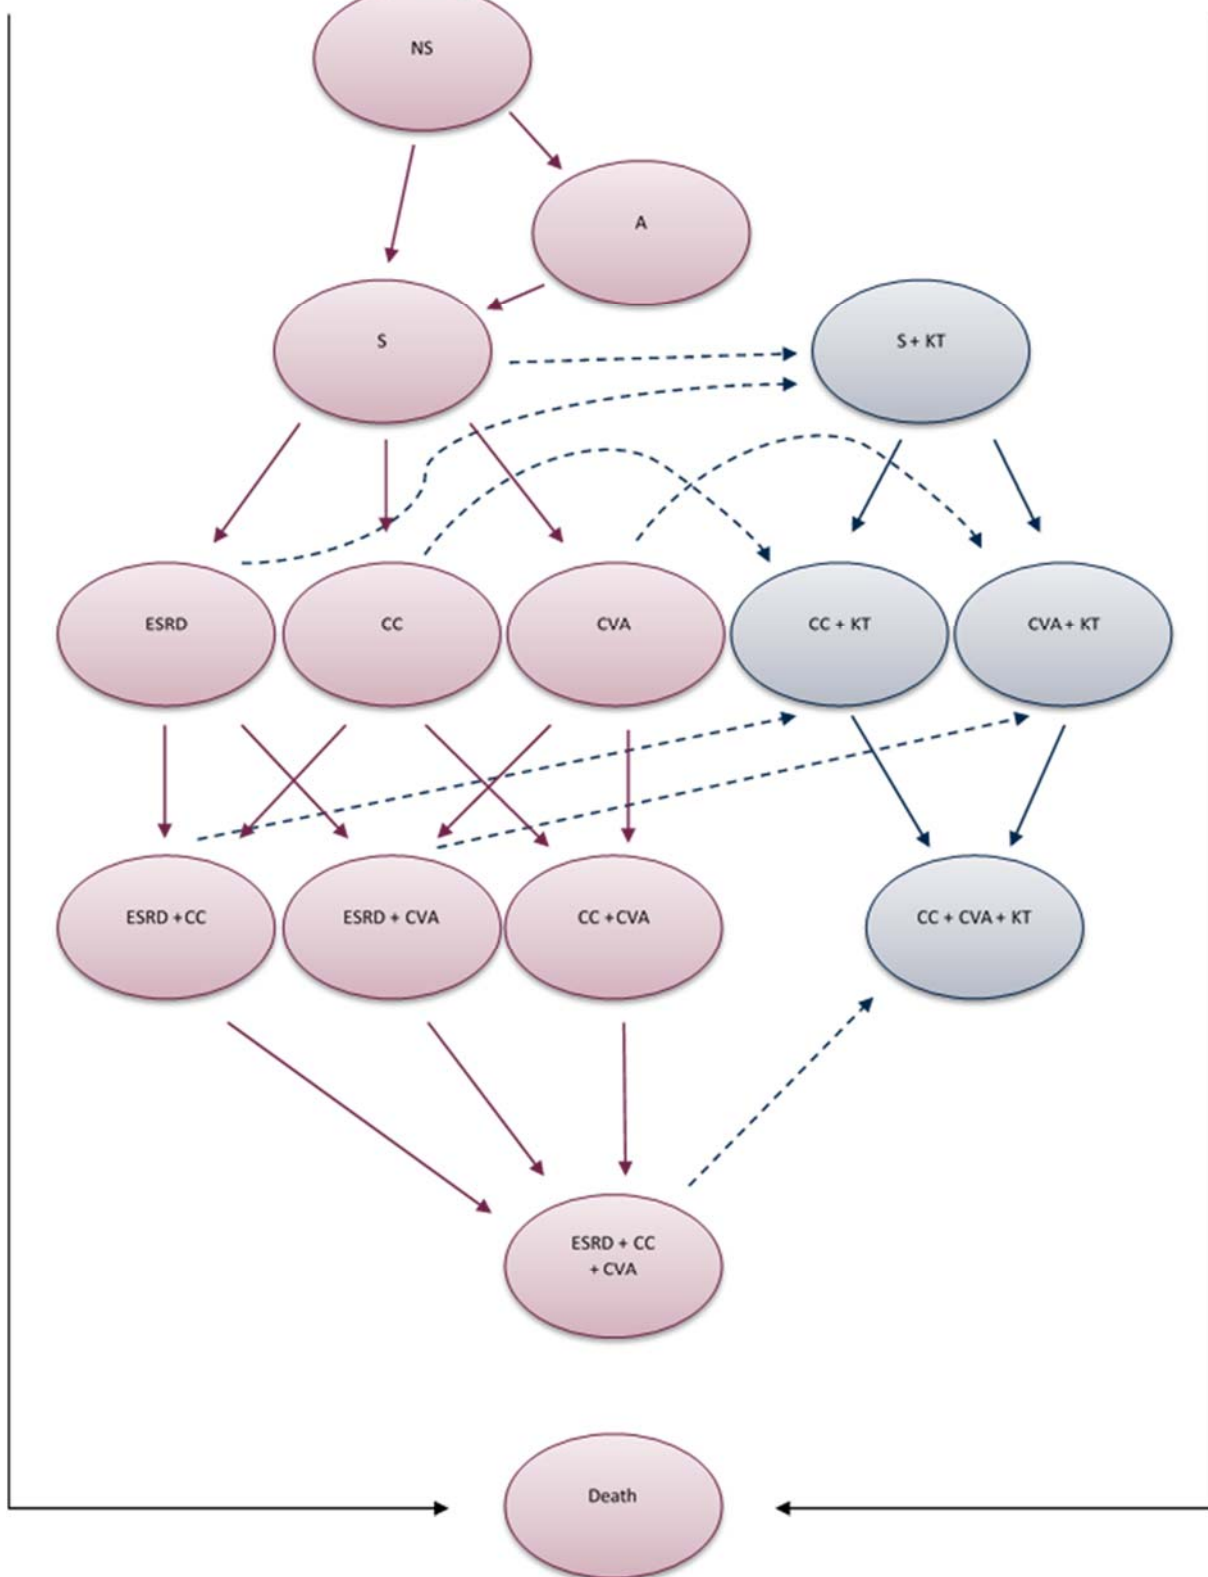 NS
A
S
S + KT
ESRD
CC
CVA
CC + KT
CVA + KT
ESRD +CC
ESRD + CVA
CC +CVA
CC + CVA + KT
ESRD + CC
+ CVA
Death